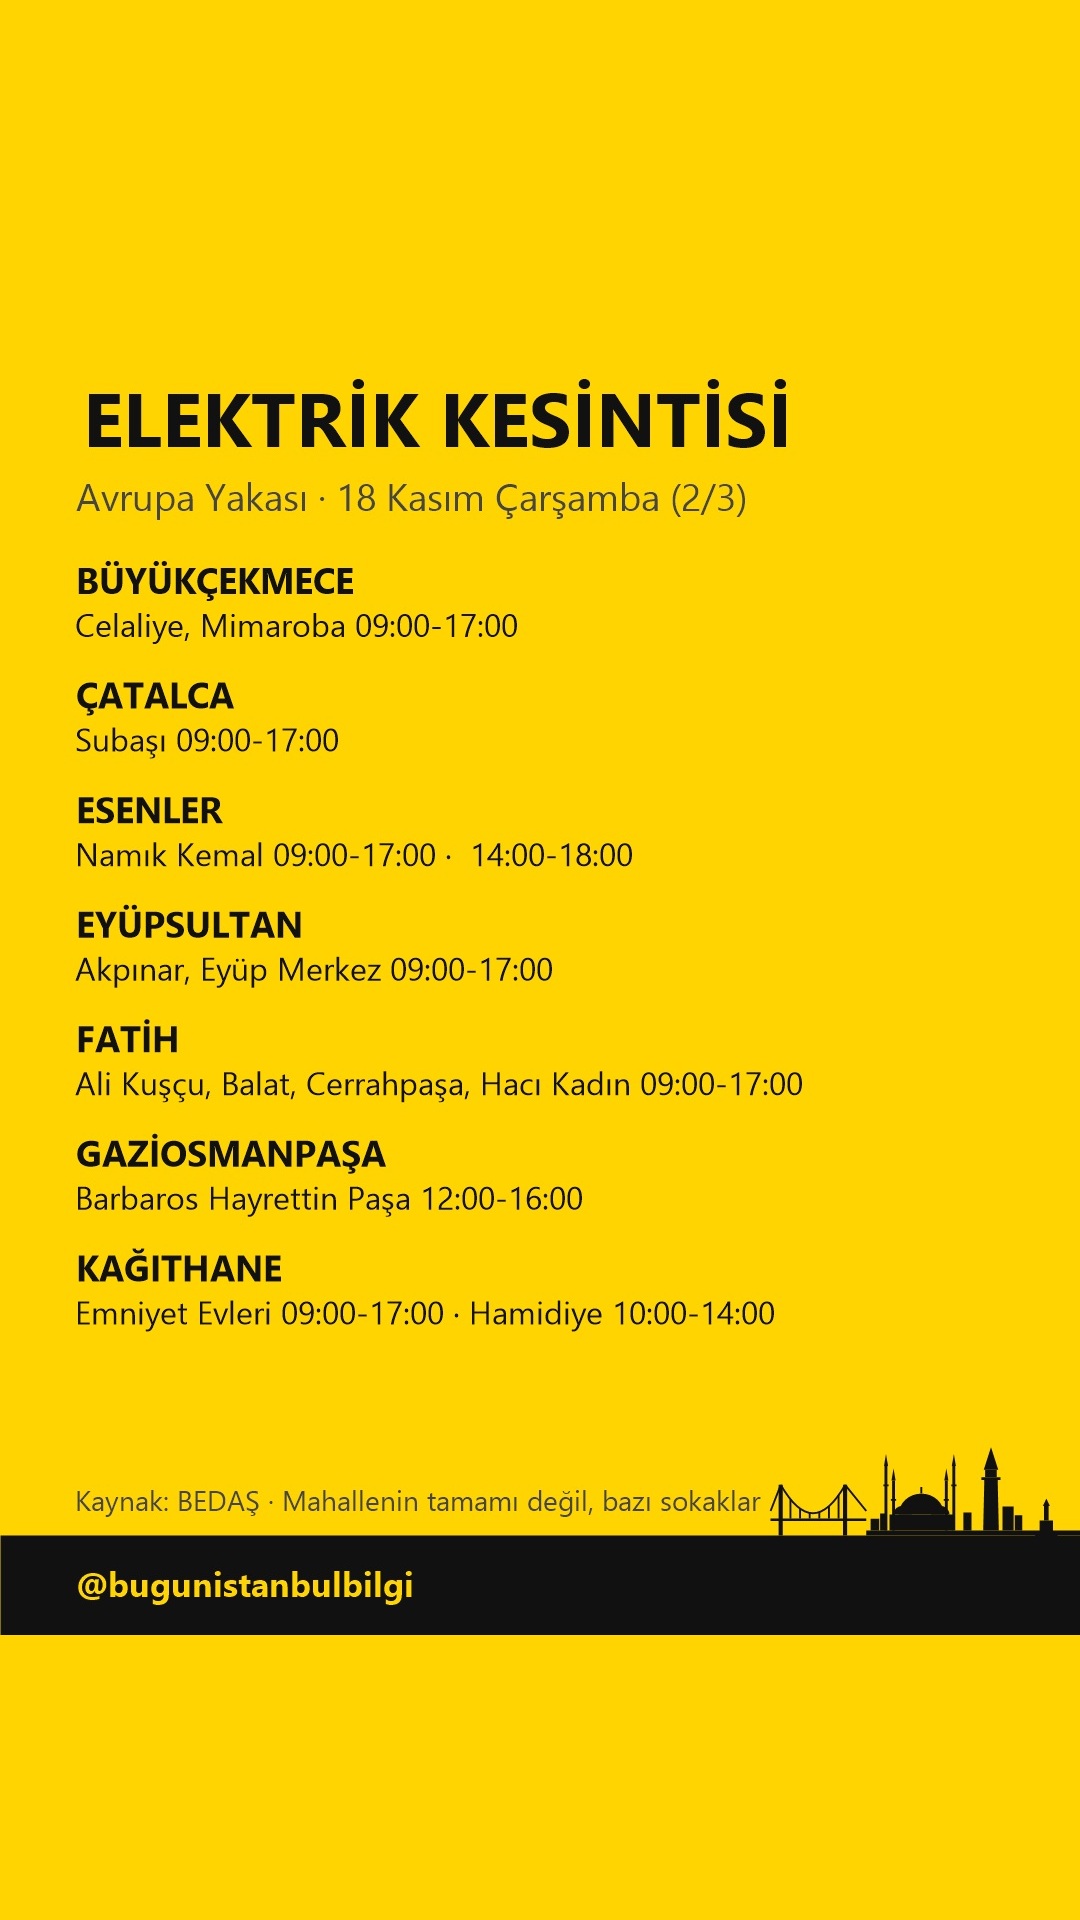 ELEKTRİK KESİNTİSİ
Avrupa Yakası · 18 Kasım Çarşamba (2/3)
BÜYÜKÇEKMECE
Celaliye, Mimaroba 09:00-17:00
ÇATALCA
Subaşı 09:00-17:00
ESENLER
Namık Kemal 09:00-17:00 ·  14:00-18:00
EYÜPSULTAN
Akpınar, Eyüp Merkez 09:00-17:00
FATİH
Ali Kuşçu, Balat, Cerrahpaşa, Hacı Kadın 09:00-17:00
GAZİOSMANPAŞA
Barbaros Hayrettin Paşa 12:00-16:00
KAĞITHANE
Emniyet Evleri 09:00-17:00 · Hamidiye 10:00-14:00
Kaynak: BEDAŞ · Mahallenin tamamı değil, bazı sokaklar
@bugunistanbulbilgi